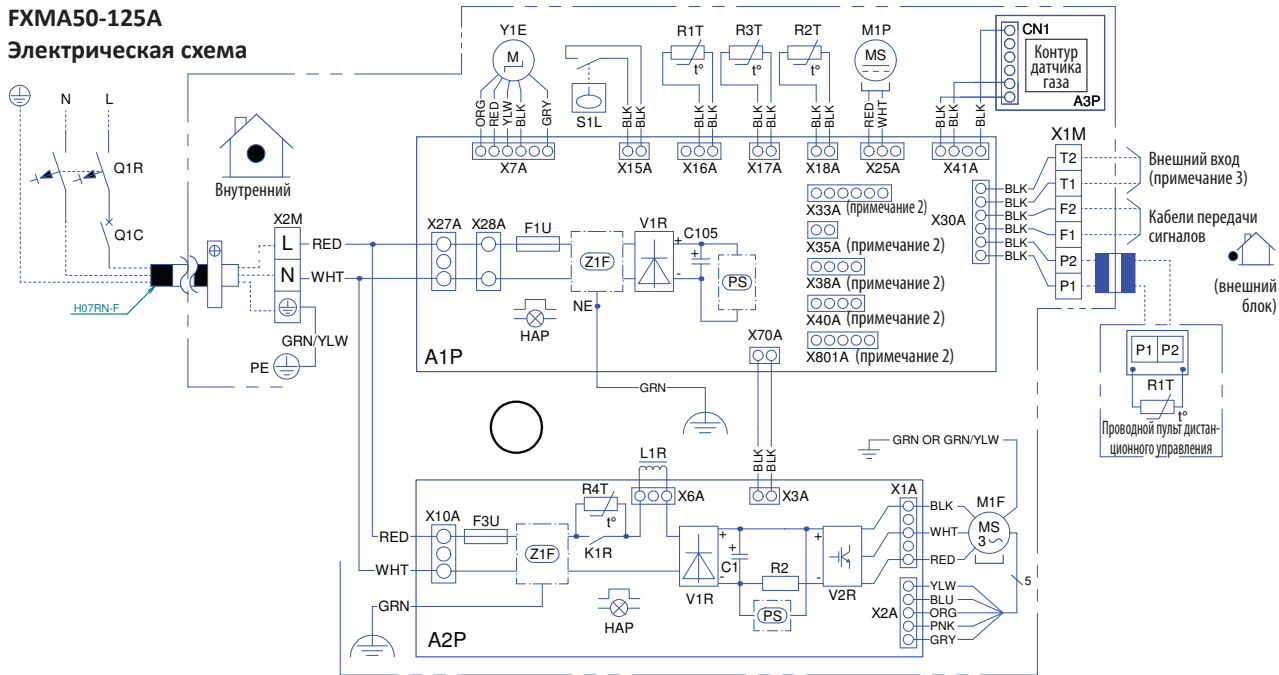 FXMA50-125A
Электрическая схема
N
L
Q1R
Q1C
H07RN-F
Внутренний
X2M
L
N
RED
WHT
GRN/YLW
PE
Y1E
M
ORG
RED
YLW
BLK
GRY
X7A
S1L
BLK
BLK
X15A
R1T
t°
BLK
BLK
X16A
R3T
t°
BLK
BLK
X17A
R2T
t°
BLK
BLK
X18A
M1P
MS
RED
WHT
X25A
BLK
BLK
BLK
X41A
CN1
Контур
датчика
газа
A3P
X27A
X28A
F1U
Z1F
NE
V1R
+
-
C105
+
PS
HAP
A1P
X33A (примечание 2)
X35A (примечание 2)
X38A (примечание 2)
X40A (примечание 2)
X801A (примечание 2)
X70A
X30A
BLK
BLK
BLK
BLK
BLK
BLK
X1M
T2
T1
F2
F1
P2
P1
Внешний вход
(примечание 3)
Кабели передачи
сигналов
(внешний
блок)
P1 P2
R1T
t°
Проводной пульт дистан-
ционного управления
GRN
BLK
BLK
GRN OR GRN/YLW
L1R
X6A
X3A
X1A
R4T
t°
K1R
X10A
RED
WHT
F3U
Z1F
GRN
HAP
A2P
V1R
+
-
+
C1
R2
PS
+
-
V2R
BLK
WHT
RED
M1F
MS
3
5
X2A
YLW
BLU
ORG
PNK
GRY